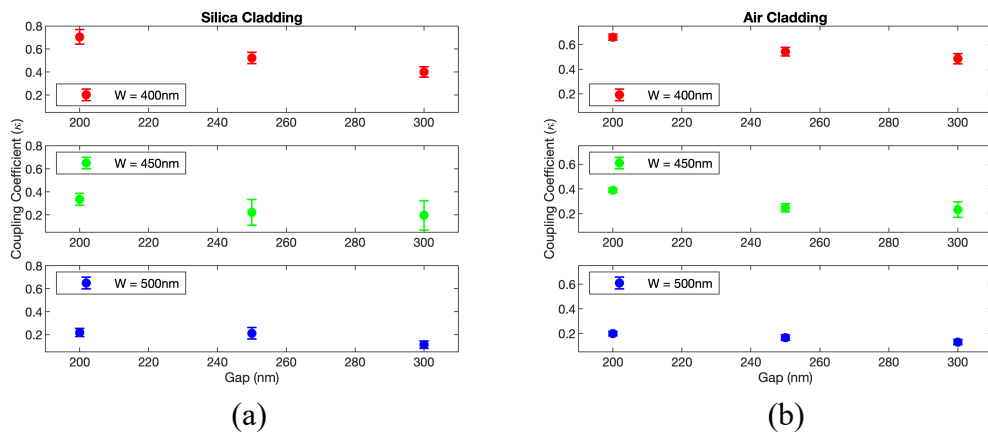 Silica Cladding
0.8
0.6
0.4
0.2
W = 400nm
200 220 240 260 280 300
0.8
0.6
0.4
0.2
W = 450nm
200 220 240 260 280 300
0.8
0.6
0.4
0.2
W = 500nm
200 220 240 260 280 300
Coupling Coefficient (κ)
Gap (nm)
(a)
Air Cladding
0.6
0.4
0.2
W = 400nm
200 220 240 260 280 300
0.6
0.4
0.2
W = 450nm
200 220 240 260 280 300
0.8
0.6
0.4
0.2
W = 500nm
200 220 240 260 280 300
Coupling Coefficient (κ)
Gap (nm)
(b)